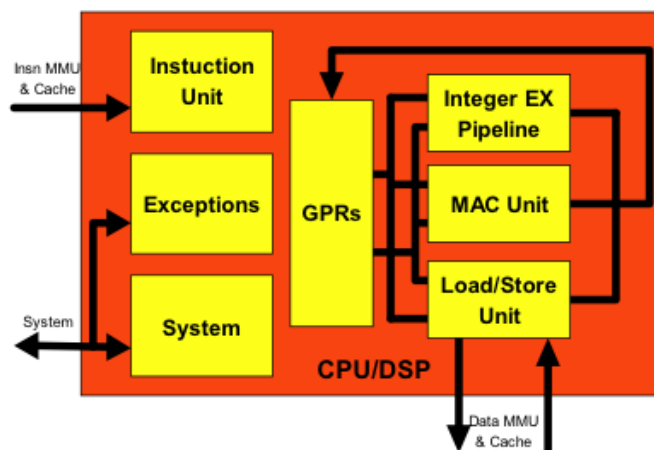 Insn MMU
& Cache
Instuction
Unit
Integer EX
Pipeline
Exceptions
GPRs
MAC Unit
System
System
Load/Store
Unit
CPU/DSP
Data MMU
& Cache